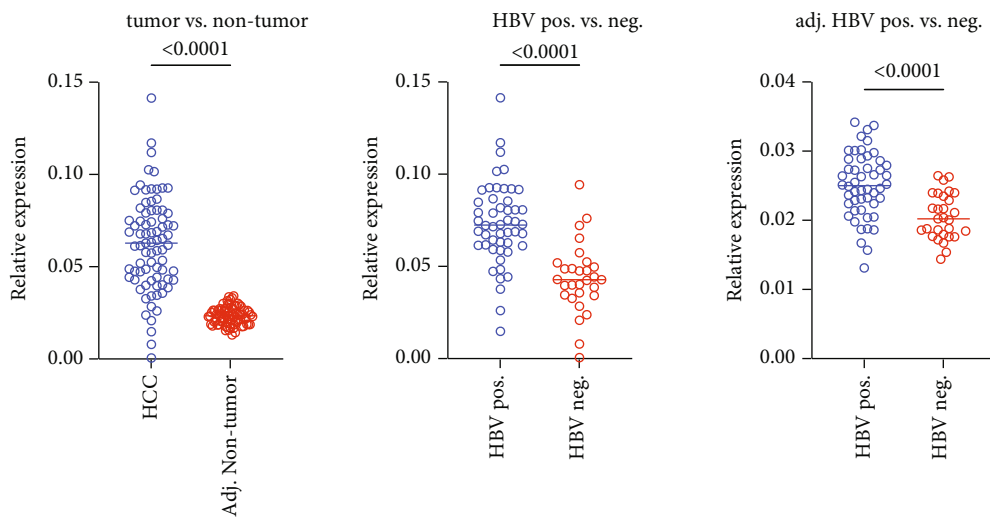 tumor vs. non-tumor
<0.0001
Relative expression
0.15
0.10
0.05
0.00
HCC
Adj. Non-tumor
HBV pos. vs. neg.
<0.0001
Relative expression
0.15
0.10
0.05
0.00
HBV pos.
HBV neg.
adj. HBV pos. vs. neg.
<0.0001
Relative expression
0.04
0.03
0.02
0.01
0.00
HBV pos.
HBV neg.